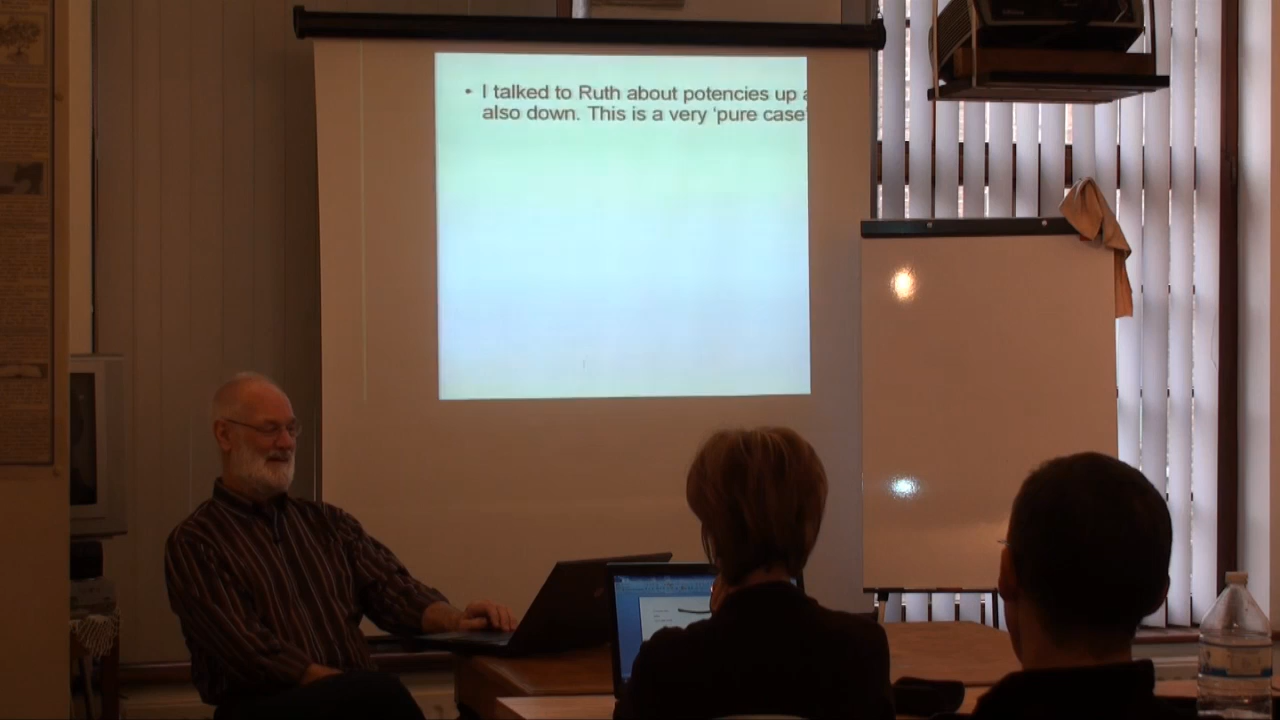 • I talked to Ruth about potencies up a
also down. This is a very 'pure case'